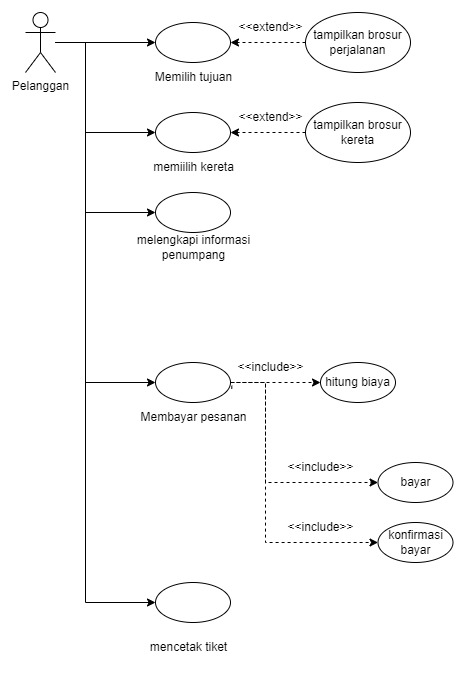 <<extend>>
tampilkan brosur
perjalanan
Pelanggan
Memilih tujuan
<<extend>>
tampilkan brosur
kereta
memiilih kereta
melengkapi informasi
penumpang
<<include>>
hitung biaya
Membayar pesanan
<<include>>
bayar
<<include>>
konfirmasi
bayar
mencetak tiket